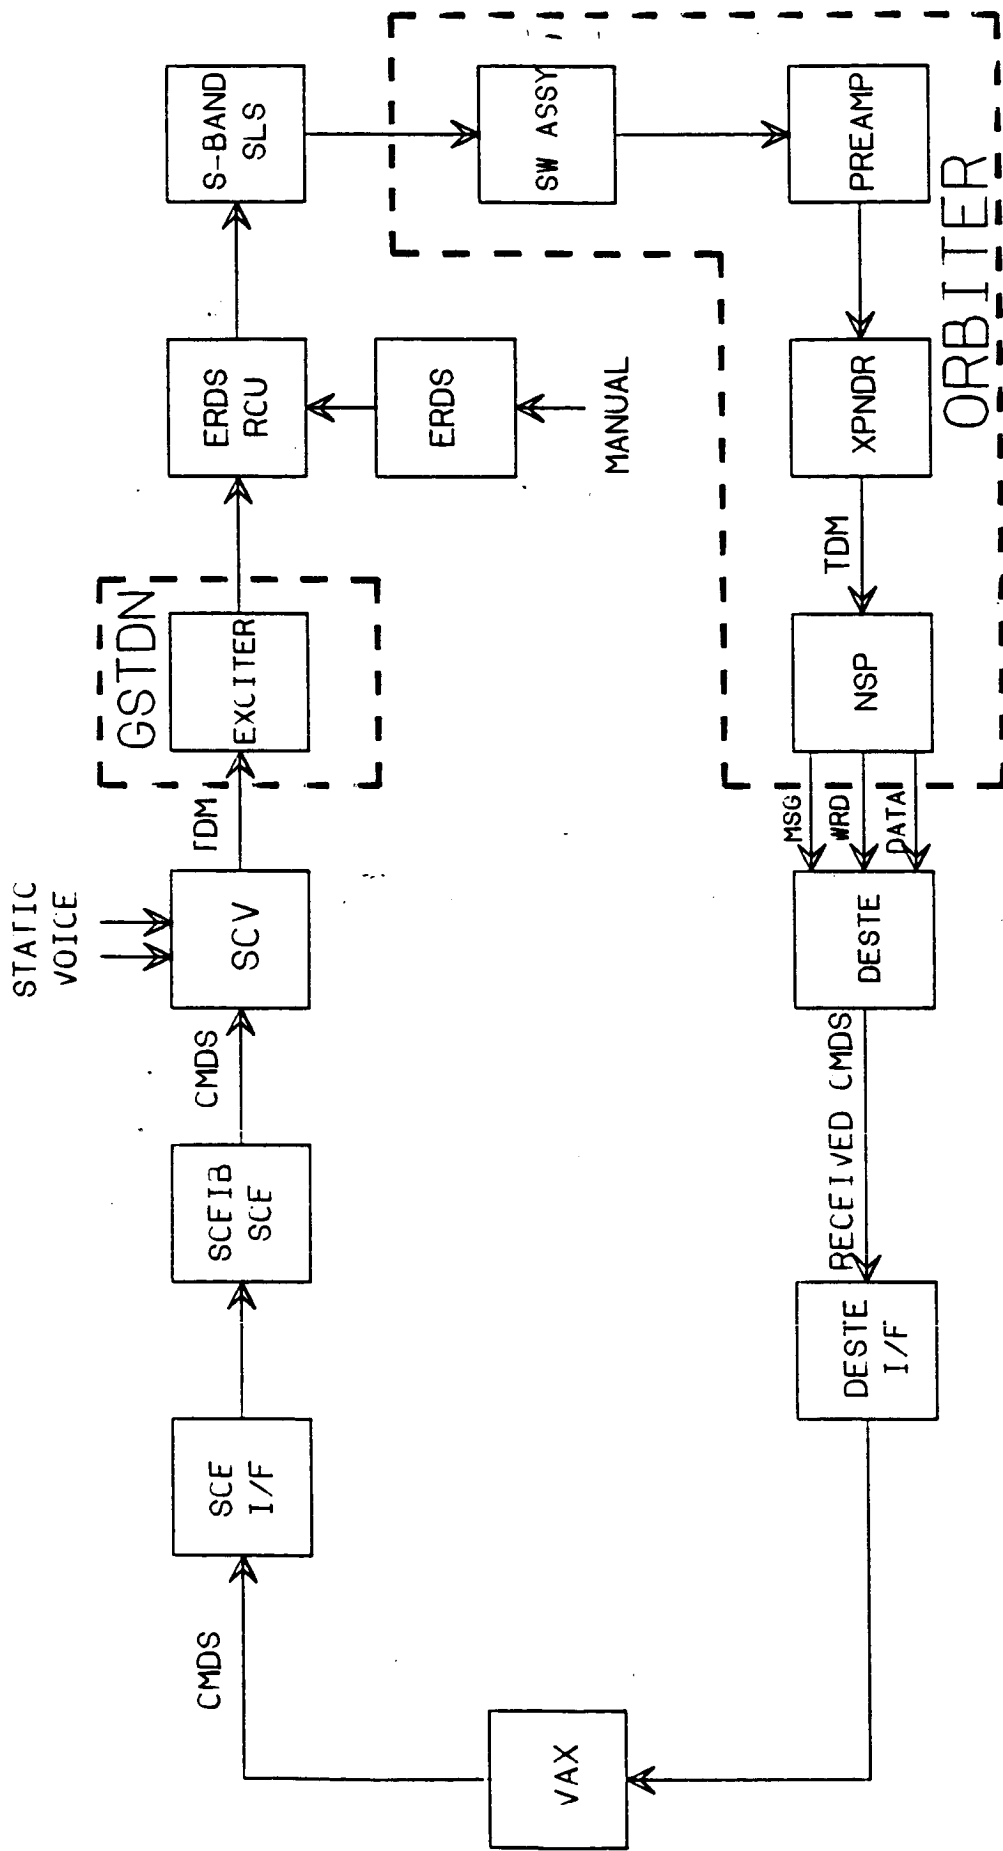 STATIC
VOICE
GSTDN
CMDS
CMDS
TDM
SCE
I/F
SCEIB
SCE
SCV
EXCITER
ERDS
RCU
S-BAND
SLS
ERDS
MANUAL
VAX
SW ASSY
RECEIVED CMDS
MSG
WRD
DATA
TDM
DESTE
I/F
DESTE
NSP
XPNDR
PREAMP
ORBITER